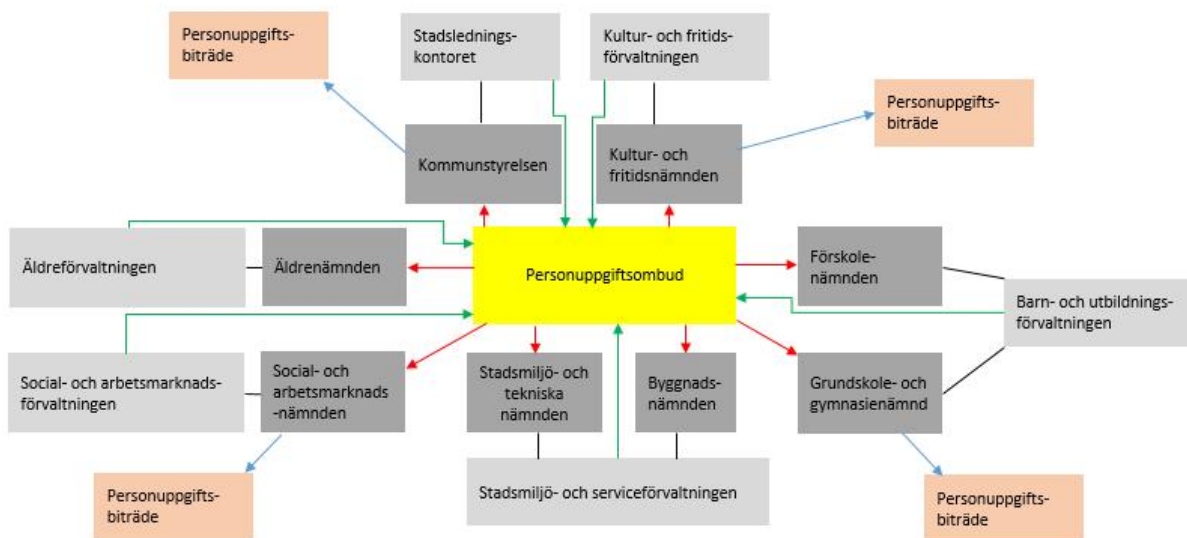 Personuppgifts-
biträde
Stadslednings-
kontoret
Kultur- och fritids-
förvaltningen
Personuppgifts-
biträde
Kommunstyrelsen
Kultur- och
fritidsnämnden
Äldreförvaltningen
Äldrenämnden
Personuppgiftsombud
Förskole-
nämnden
Barn- och utbildnings-
förvaltningen
Social- och arbetsmarknads-
förvaltningen
Social- och
arbetsmarknads
-nämnden
Stadsmiljö- och
tekniska
nämnden
Byggnads-
nämnden
Grundskole- och
gymnasienämnd
Personuppgifts-
biträde
Stadsmiljö- och serviceförvaltningen
Personuppgifts-
biträde